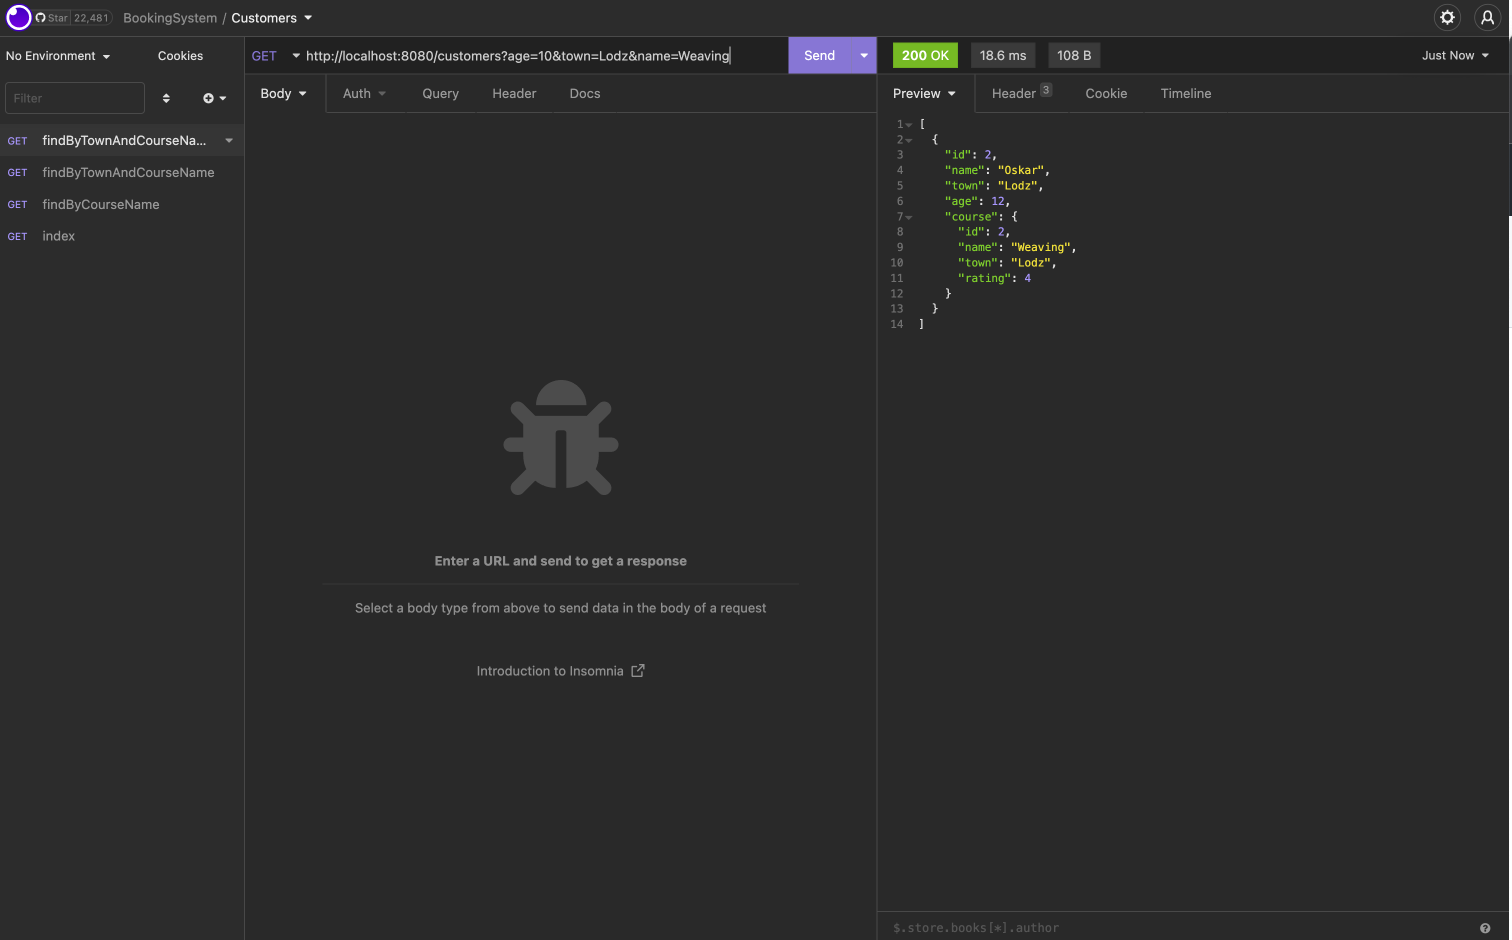 Star 22,481 BookingSystem / Customers
No Environment Cookies
Filter
GET findByTownAndCourseNa...
GET findByTownAndCourseName
GET findByCourseName
GET index
GET http://localhost:8080/customers?age=10&town=Lodz&name=Weaving Send
Body Auth Query Header Docs
Enter a URL and send to get a response
Select a body type from above to send data in the body of a request
Introduction to Insomnia
200 OK 18.6 ms 108 B Just Now
Preview Header 3 Cookie Timeline
1 [
2 {
3 "id": 2,
4 "name": "Oskar",
5 "town": "Lodz",
6 "age": 12,
7 "course": {
8 "id": 2,
9 "name": "Weaving",
10 "town": "Lodz",
11 "rating": 4
12 }
13 }
14 ]
$.store.books[*].author